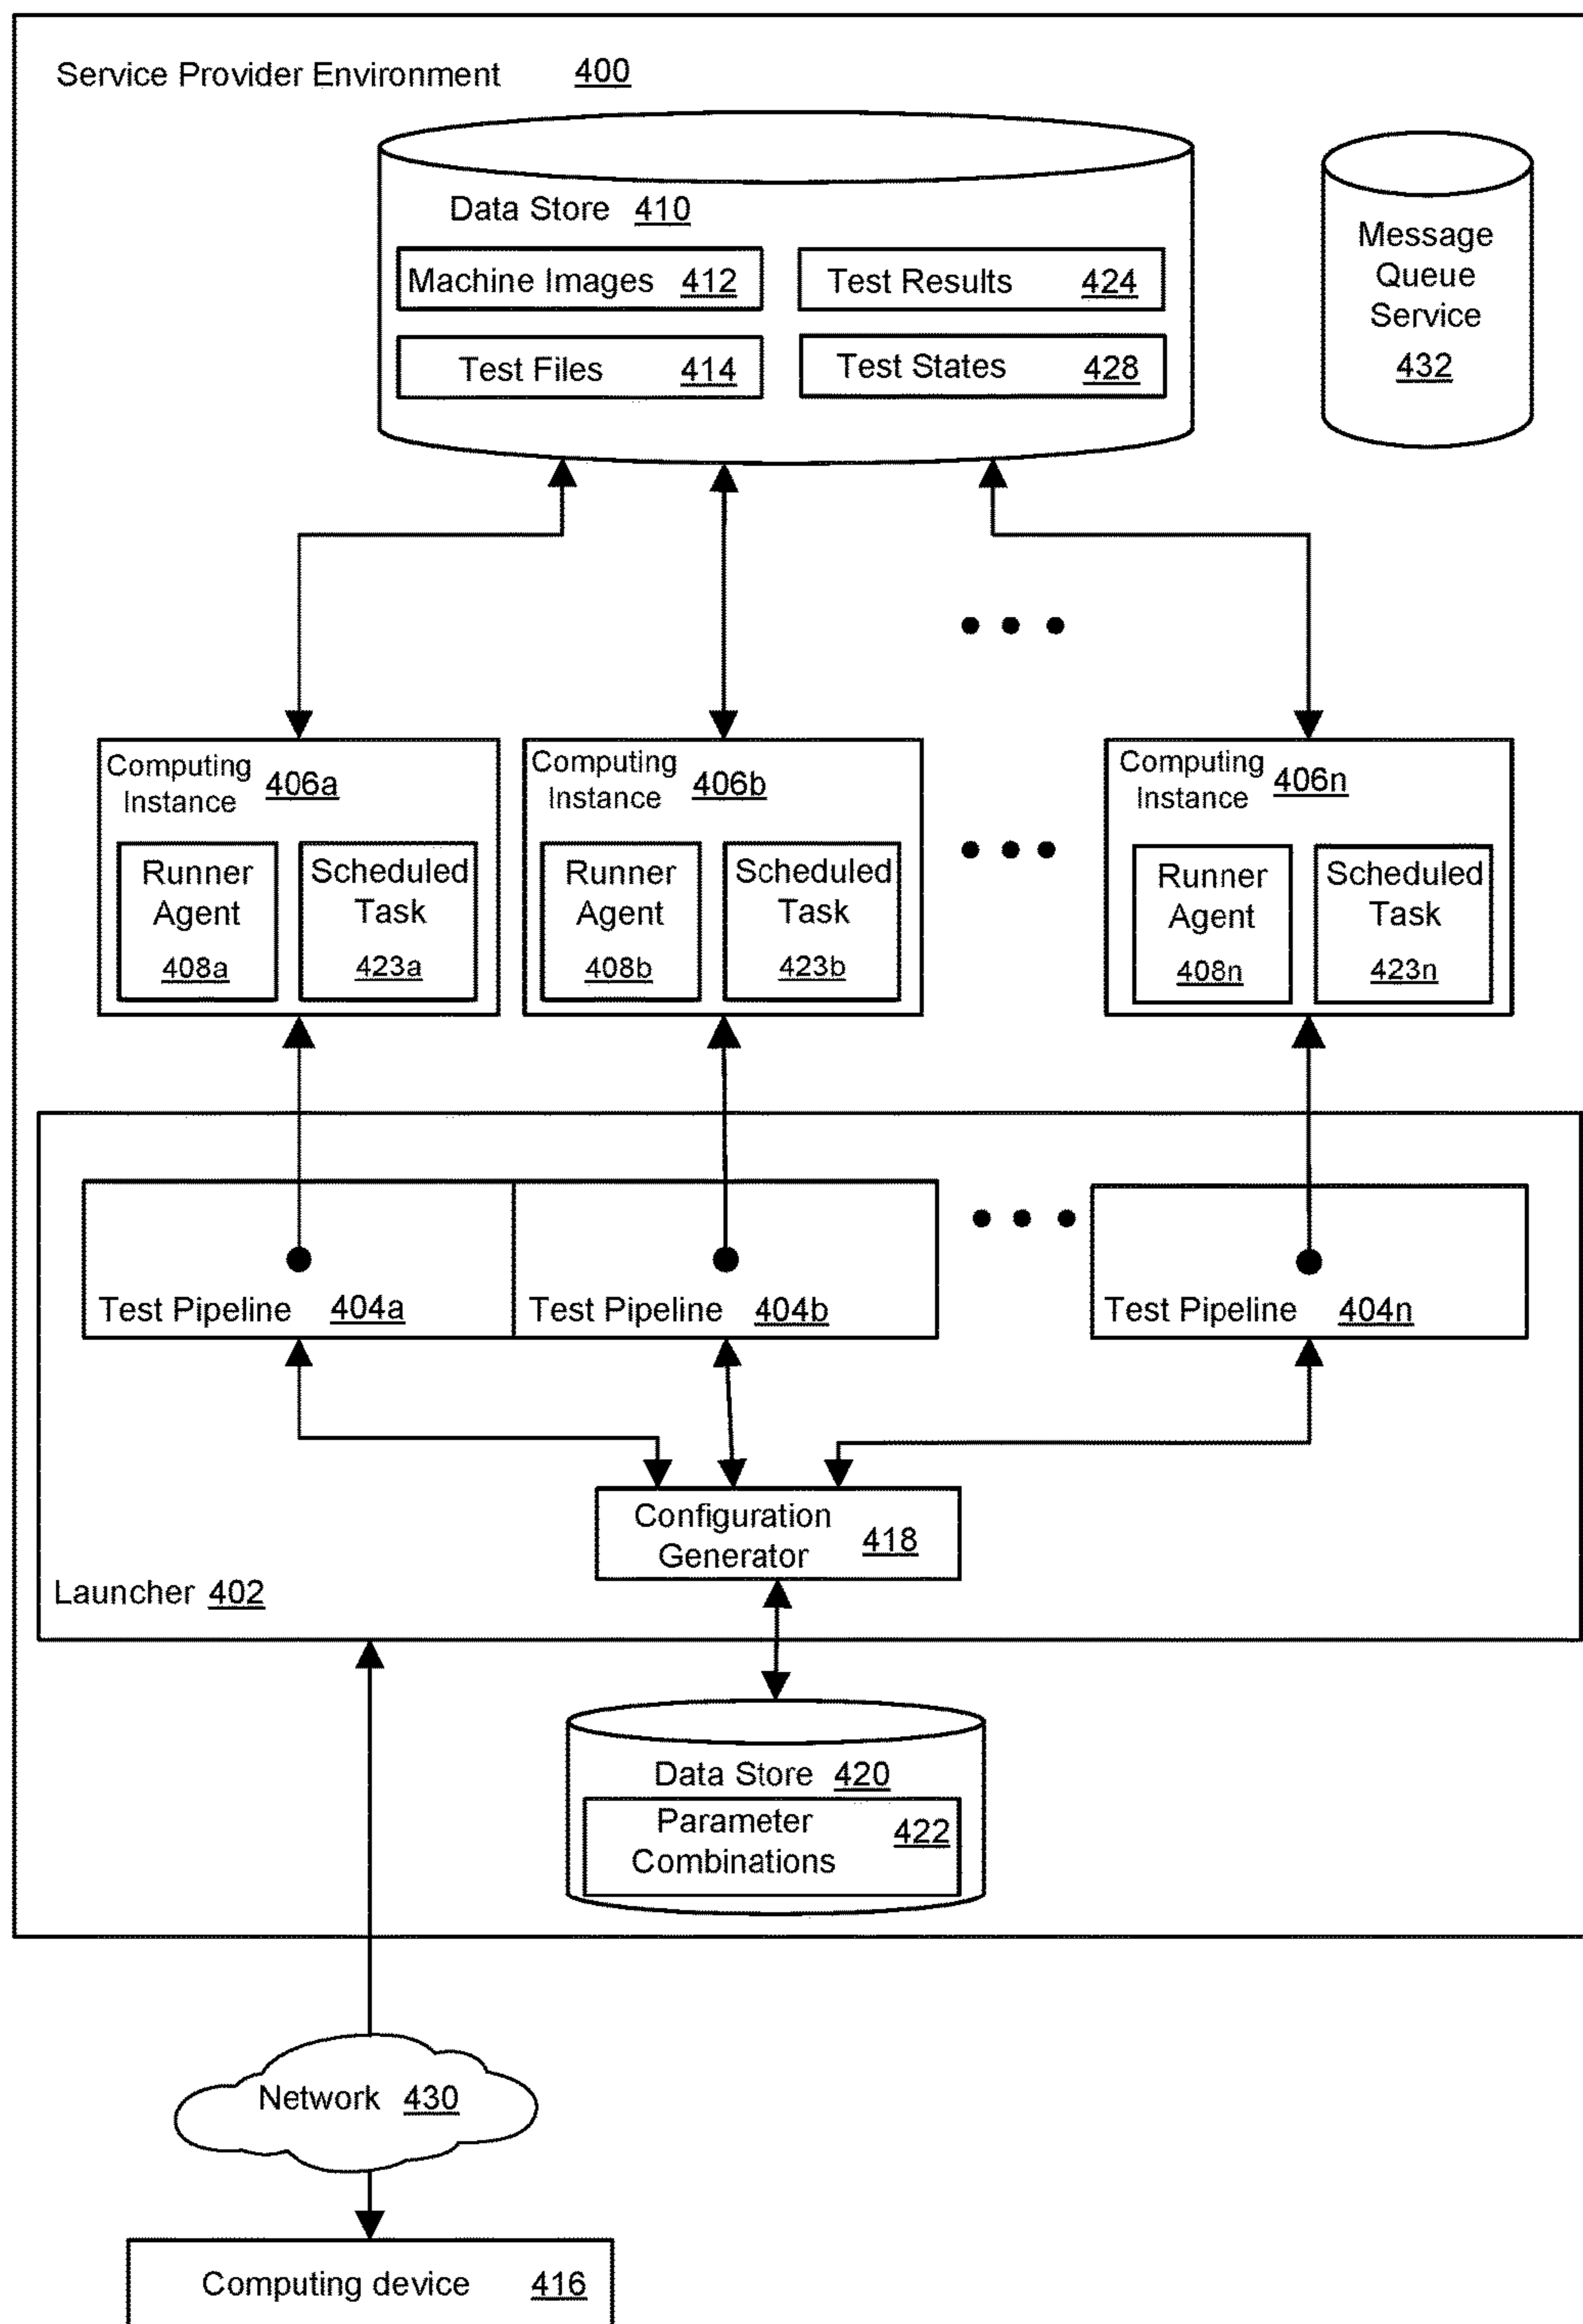 Service Provider Environment 400
Data Store 410
Machine Images 412
Test Results 424
Test Files 414
Test States 428
Message
Queue
Service
432
Computing
Instance 406a
Runner
Agent
408a
Scheduled
Task
423a
Computing
Instance 406b
Runner
Agent
408b
Scheduled
Task
423b
Computing
Instance 406n
Runner
Agent
408n
Scheduled
Task
423n
Test Pipeline 404a
Test Pipeline 404b
Test Pipeline 404n
Configuration
Generator 418
Launcher 402
Data Store 420
Parameter
Combinations 422
Network 430
Computing device 416